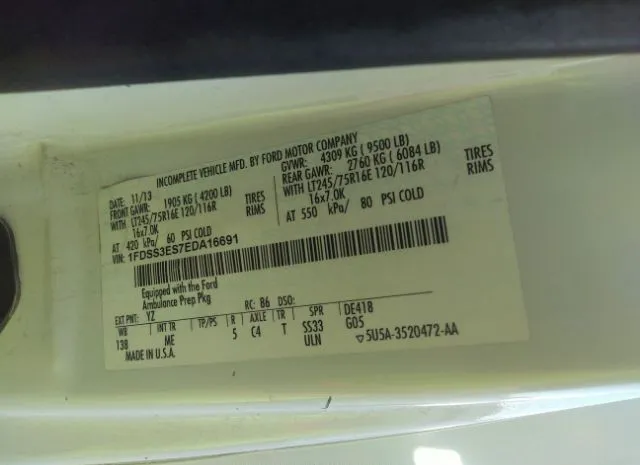 INCOMPLETE VEHICLE MFD. BY FORD MOTOR COMPANY
DATE: 11/13 GVWR: 4309 KG ( 9500 LB)
FRONT GAWR: 1905 KG ( 4200 LB) REAR GAWR: 2760 KG ( 6084 LB)
WITH LT245/75R16E 120/116R TIRES WITH LT245/75R16E 120/116R TIRES
16x7.0K RIMS 16x7.0K RIMS
AT 420 kPa/ 60 PSI COLD AT 550 kPa/ 80 PSI COLD
VIN: 1FDSS3ES7EDA16691
Equipped with the Ford
Ambulance Prep Pkg
EXT PNT: YZ RC: B6 DSO:
WB INT TR TP/PS R AXLE TR SPR DE418
138 ME 5 C4 T SS33 G05
MADE IN U.S.A. ULN ▽5U5A-3520472-AA